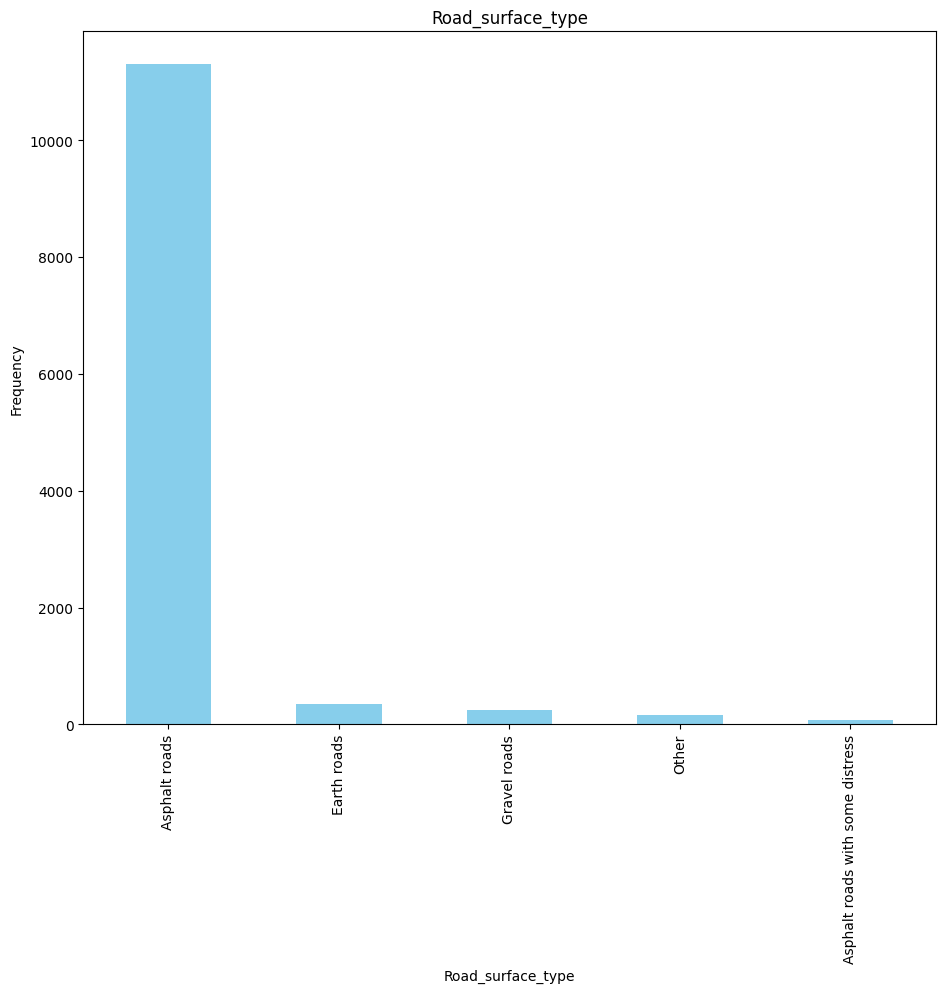 Road_surface_type
10000
8000
6000
4000
2000
0
Frequency
Asphalt roads
Earth roads
Gravel roads
Other
Asphalt roads with some distress
Road_surface_type